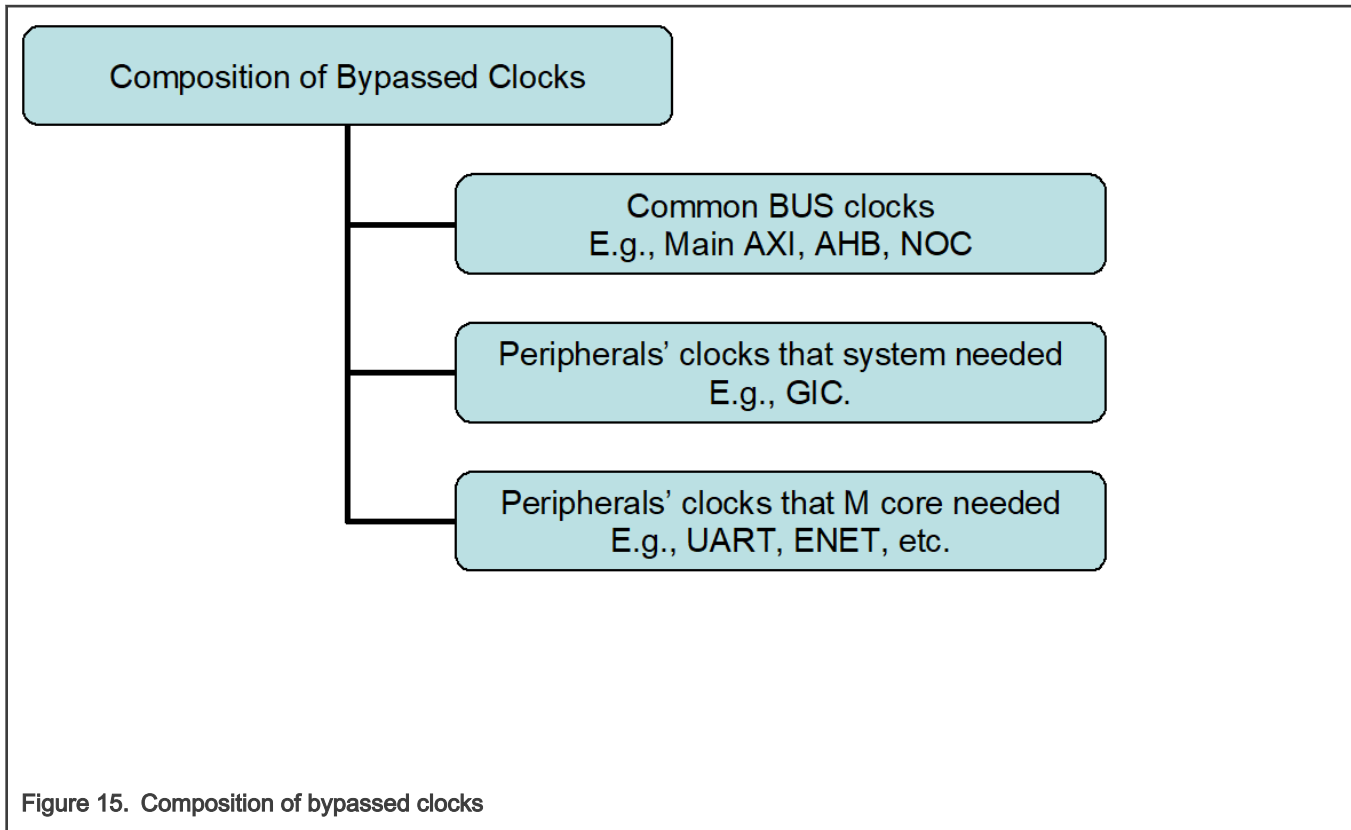 Composition of Bypassed Clocks
Common BUS clocks
E.g., Main AXI, AHB, NOC
Peripherals’ clocks that system needed
E.g., GIC.
Peripherals’ clocks that M core needed
E.g., UART, ENET, etc.
Figure 15. Composition of bypassed clocks